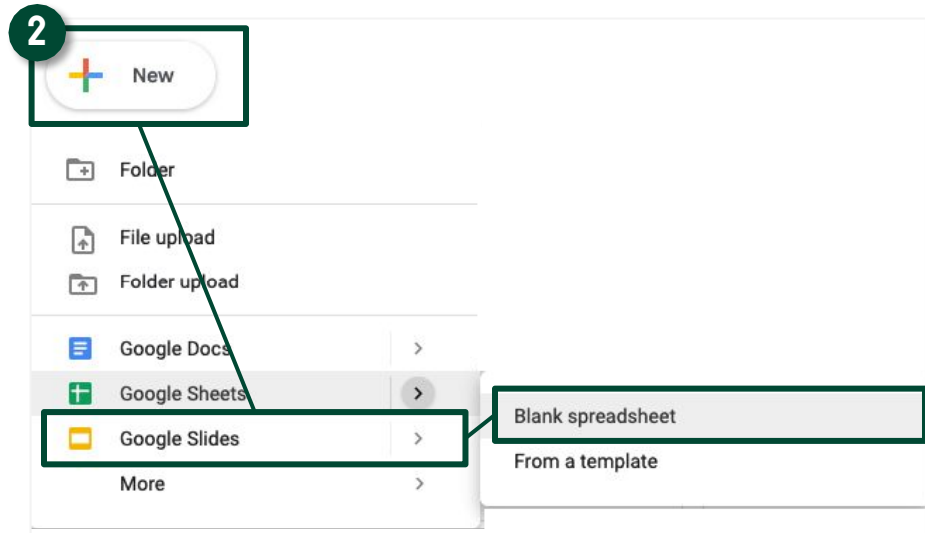 2
New
Folder
File upload
Folder upload
Google Docs
Google Sheets
Google Slides
More
Blank spreadsheet
From a template